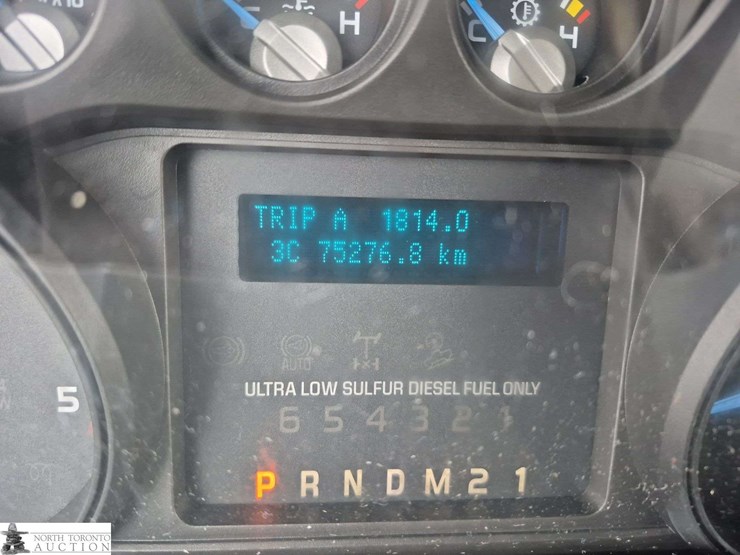 H
C
4
TRIP A 1814.0
3C 75276.8 km
AUTO
5
ULTRA LOW SULFUR DIESEL FUEL ONLY
6 5 4 3 2 1
P R N D M 2 1
NORTH TORONTO
AUCTION